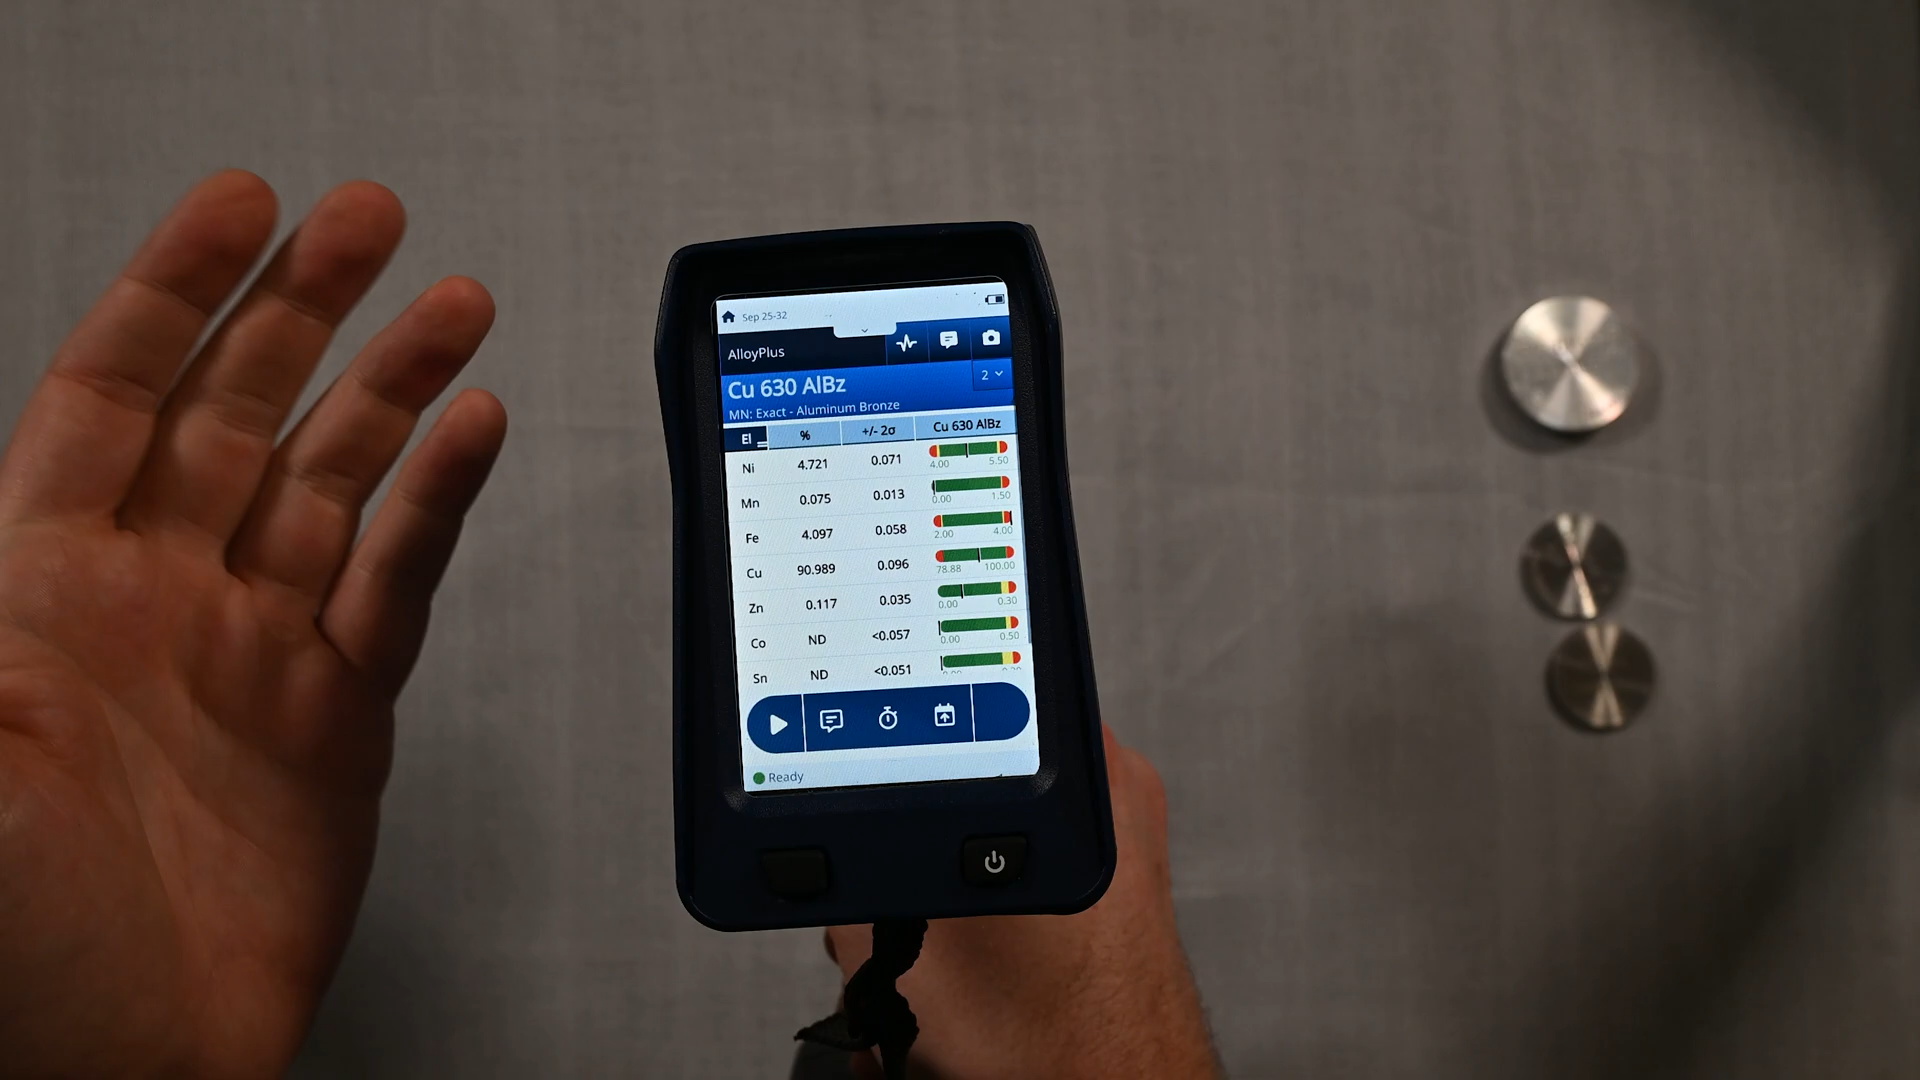 Sep 25-32
AlloyPlus
Cu 630 AlBz
2
MN: Exact - Aluminum Bronze
El % +/- 2σ Cu 630 AlBz
Ni 4.721 0.071 4.00 5.50
Mn 0.075 0.013 0.00 1.50
Fe 4.097 0.058 2.00 4.00
Cu 90.989 0.096 78.88 100.00
Zn 0.117 0.035 0.00 0.30
Co ND <0.057 0.00 0.50
Sn ND <0.051
Ready